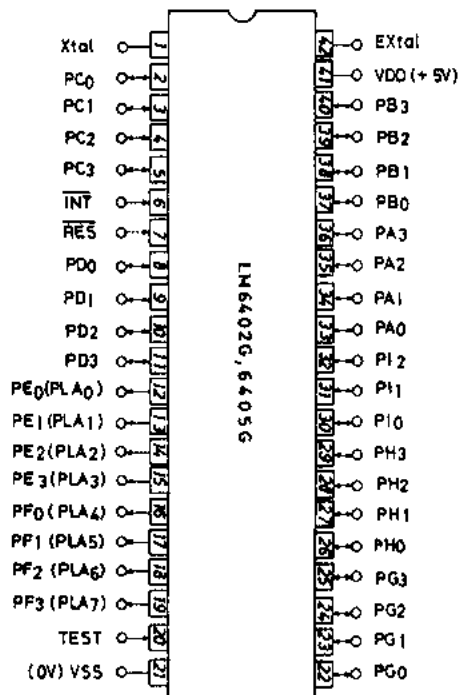 Xtal 1 42 EXtal
PC0 2 41 VDD (+5V)
PC1 3 40 PB3
PC2 4 39 PB2
PC3 5 38 PB1
INT 6 37 PB0
RES 7 36 PA3
PD0 8 35 PA2
PD1 9 34 PA1
PD2 10 33 PA0
PD3 11 32 PI2
PE0(PLA0) 12 31 PI1
PE1(PLA1) 13 30 PI0
PE2(PLA2) 14 29 PH3
PE3(PLA3) 15 28 PH2
PF0(PLA4) 16 27 PH1
PF1(PLA5) 17 26 PH0
PF2(PLA6) 18 25 PG3
PF3(PLA7) 19 24 PG2
TEST 20 23 PG1
(0V) VSS 21 22 PG0
LM6402G, 6405G